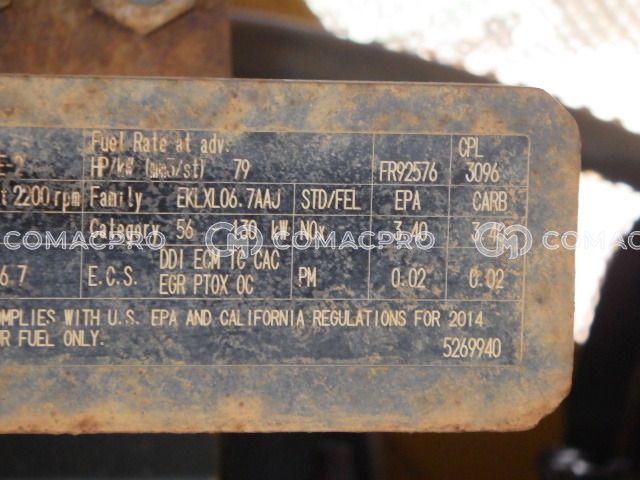 Fuel Rate at adv.
CPL
E-2 HP/kW (mm3/st) 79 FR92576 3096
t 2200 rpm Family EKLXL06.7AAJ STD/FEL EPA CARB
Category 56 130 kW NOx 3.40
COMACPRO COMACPRO COMACPRO
6.7 E.C.S. DDI ECM TC CAC PM 0.02 0.02
EGR PTOX OC
OMPLIES WITH U.S. EPA AND CALIFORNIA REGULATIONS FOR 2014
R FUEL ONLY. 5269940